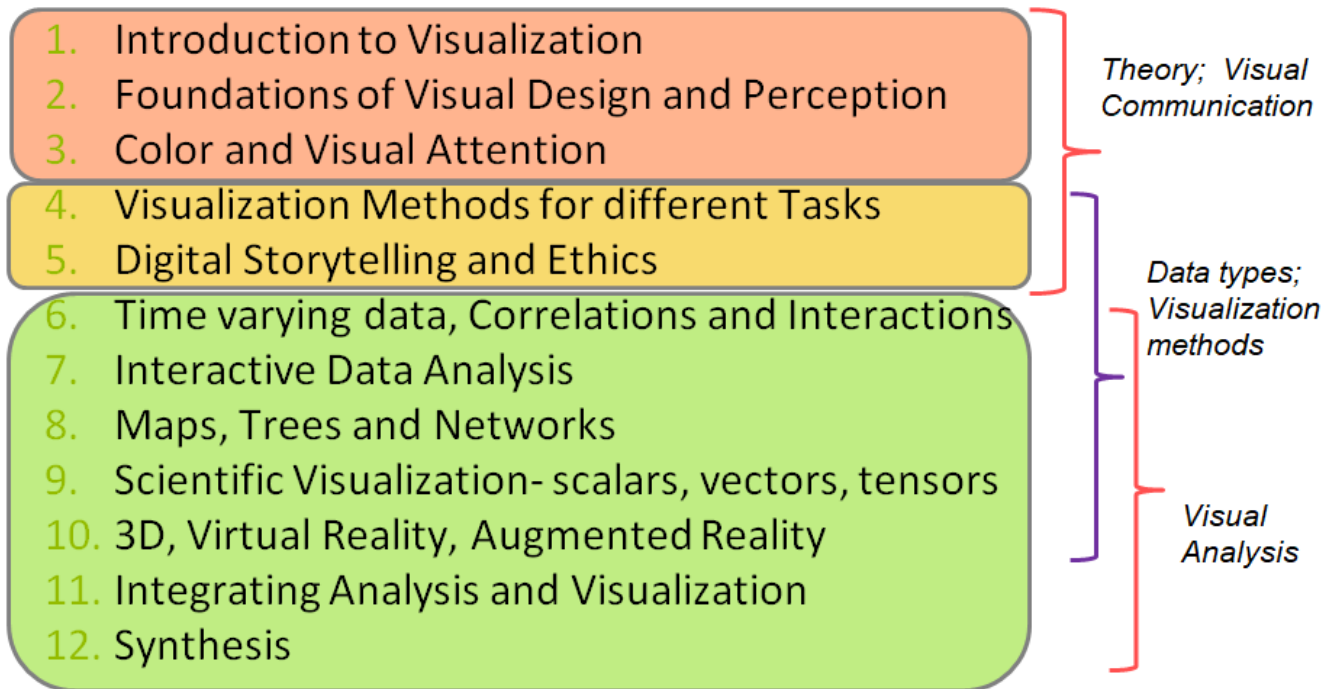 1. Introduction to Visualization
2. Foundations of Visual Design and Perception
3. Color and Visual Attention
4. Visualization Methods for different Tasks
5. Digital Storytelling and Ethics
6. Time varying data, Correlations and Interactions
7. Interactive Data Analysis
8. Maps, Trees and Networks
9. Scientific Visualization- scalars, vectors, tensors
10. 3D, Virtual Reality, Augmented Reality
11. Integrating Analysis and Visualization
12. Synthesis
Theory; Visual
Communication
Data types;
Visualization
methods
Visual
Analysis